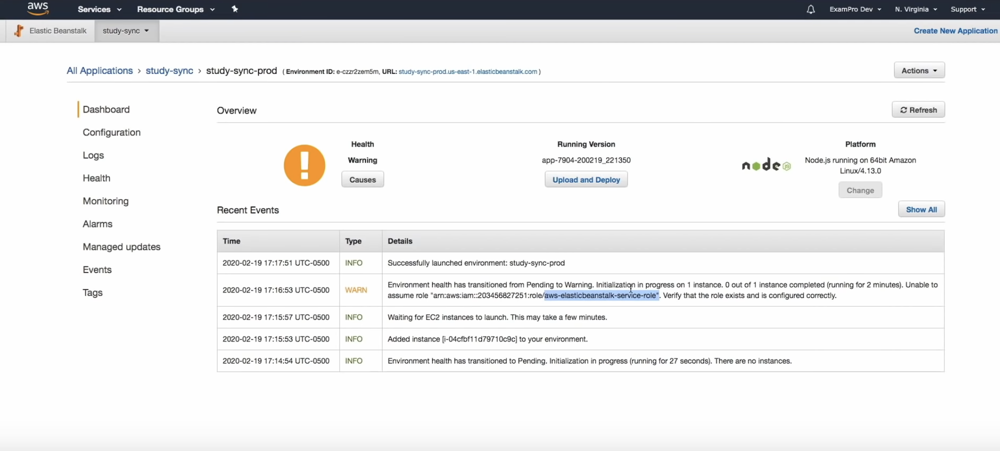 aws Services Resource Groups ExamPro Dev N. Virginia Support
Elastic Beanstalk study-sync Create New Application
All Applications > study-sync > study-sync-prod ( Environment ID: e-czzr2zem5m, URL: study-sync-prod.us-east-1.elasticbeanstalk.com )
Actions
Dashboard
Configuration
Logs
Health
Monitoring
Alarms
Managed updates
Events
Tags
Overview
Refresh
Health
Warning
Causes
Running Version
app-7904-200219_221350
Upload and Deploy
node JS
Platform
Node.js running on 64bit Amazon
Linux/4.13.0
Change
Recent Events
Show All
Time Type Details
2020-02-19 17:17:51 UTC-0500 INFO Successfully launched environment: study-sync-prod
2020-02-19 17:16:53 UTC-0500 WARN Environment health has transitioned from Pending to Warning. Initialization in progress on 1 instance. 0 out of 1 instance completed (running for 2 minutes). Unable to
assume role "arn:aws:iam::203456827251:role/aws-elasticbeanstalk-service-role". Verify that the role exists and is configured correctly.
2020-02-19 17:15:57 UTC-0500 INFO Waiting for EC2 instances to launch. This may take a few minutes.
2020-02-19 17:15:53 UTC-0500 INFO Added instance [i-04cfbf11d79710c9c] to your environment.
2020-02-19 17:14:54 UTC-0500 INFO Environment health has transitioned to Pending. Initialization in progress (running for 27 seconds). There are no instances.